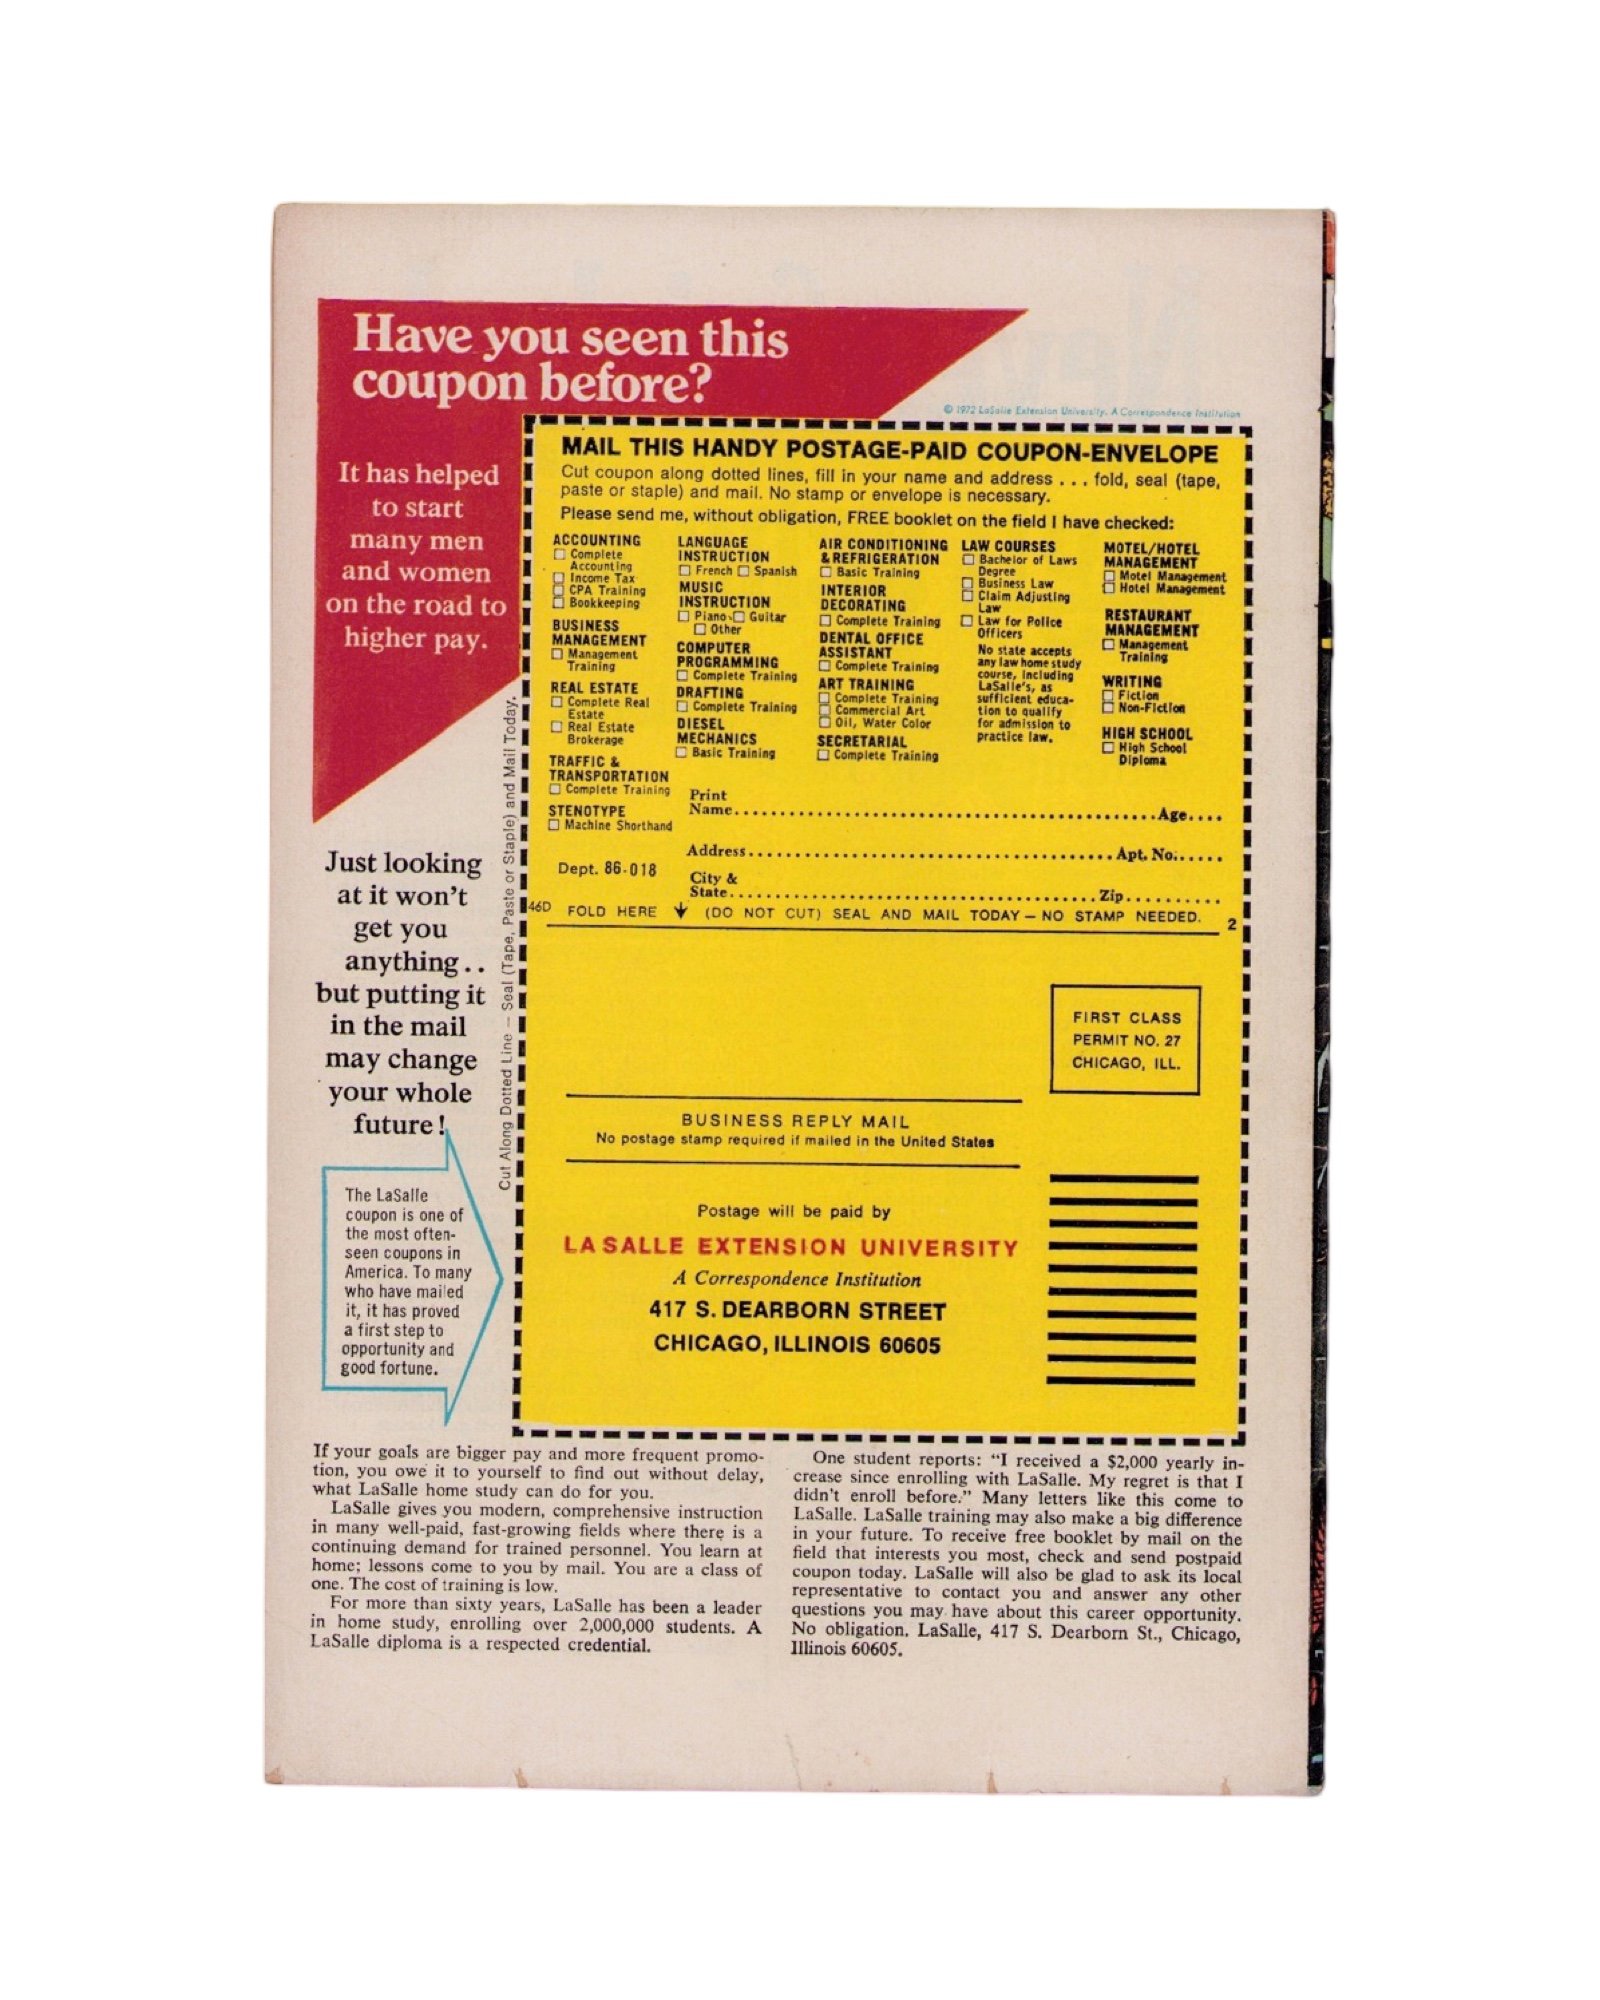 Have you seen this
coupon before?
It has helped
to start
many men
and women
on the road to
higher pay.
Just looking
at it won't
get you
anything..
but putting it
in the mail
may change
your whole
future!
The LaSalle
coupon is one of
the most often-
seen coupons in
America. To many
who have mailed
it, it has proved
a first step to
opportunity and
good fortune.
Cut Along Dotted Line — Seal (Tape, Paste or Staple) and Mail Today.
© 1972 LaSalle Extension University. A Correspondence Institution
MAIL THIS HANDY POSTAGE-PAID COUPON-ENVELOPE
Cut coupon along dotted lines, fill in your name and address . . . fold, seal (tape,
paste or staple) and mail. No stamp or envelope is necessary.
Please send me, without obligation, FREE booklet on the field I have checked:
ACCOUNTING
☐ Complete
Accounting
☐ Income Tax
☐ CPA Training
☐ Bookkeeping
BUSINESS
MANAGEMENT
☐ Management
Training
REAL ESTATE
☐ Complete Real
Estate
☐ Real Estate
Brokerage
TRAFFIC &
TRANSPORTATION
☐ Complete Training
STENOTYPE
☐ Machine Shorthand
LANGUAGE
INSTRUCTION
☐ French ☐ Spanish
MUSIC
INSTRUCTION
☐ Piano ☐ Guitar
☐ Other
COMPUTER
PROGRAMMING
☐ Complete Training
DRAFTING
☐ Complete Training
DIESEL
MECHANICS
☐ Basic Training
AIR CONDITIONING
& REFRIGERATION
☐ Basic Training
INTERIOR
DECORATING
☐ Complete Training
DENTAL OFFICE
ASSISTANT
☐ Complete Training
ART TRAINING
☐ Complete Training
☐ Commercial Art
☐ Oil, Water Color
SECRETARIAL
☐ Complete Training
LAW COURSES
☐ Bachelor of Laws
Degree
☐ Business Law
☐ Claim Adjusting
Law
☐ Law for Police
Officers
No state accepts
any law home study
course, including
LaSalle's, as
sufficient educa-
tion to qualify
for admission to
practice law.
MOTEL/HOTEL
MANAGEMENT
☐ Motel Management
☐ Hotel Management
RESTAURANT
MANAGEMENT
☐ Management
Training
WRITING
☐ Fiction
☐ Non-Fiction
HIGH SCHOOL
☐ High School
Diploma
Print
Name.....Age....
Address.....Apt. No......
Dept. 86-018
City &
State.....Zip..........
46D FOLD HERE ↓ (DO NOT CUT) SEAL AND MAIL TODAY — NO STAMP NEEDED. 2
FIRST CLASS
PERMIT NO. 27
CHICAGO, ILL.
BUSINESS REPLY MAIL
No postage stamp required if mailed in the United States
Postage will be paid by
LA SALLE EXTENSION UNIVERSITY
A Correspondence Institution
417 S. DEARBORN STREET
CHICAGO, ILLINOIS 60605
If your goals are bigger pay and more frequent promo-
tion, you owe it to yourself to find out without delay,
what LaSalle home study can do for you.
LaSalle gives you modern, comprehensive instruction
in many well-paid, fast-growing fields where there is a
continuing demand for trained personnel. You learn at
home; lessons come to you by mail. You are a class of
one. The cost of training is low.
For more than sixty years, LaSalle has been a leader
in home study, enrolling over 2,000,000 students. A
LaSalle diploma is a respected credential.
One student reports: "I received a $2,000 yearly in-
crease since enrolling with LaSalle. My regret is that I
didn't enroll before." Many letters like this come to
LaSalle. LaSalle training may also make a big difference
in your future. To receive free booklet by mail on the
field that interests you most, check and send postpaid
coupon today. LaSalle will also be glad to ask its local
representative to contact you and answer any other
questions you may have about this career opportunity.
No obligation. LaSalle, 417 S. Dearborn St., Chicago,
Illinois 60605.